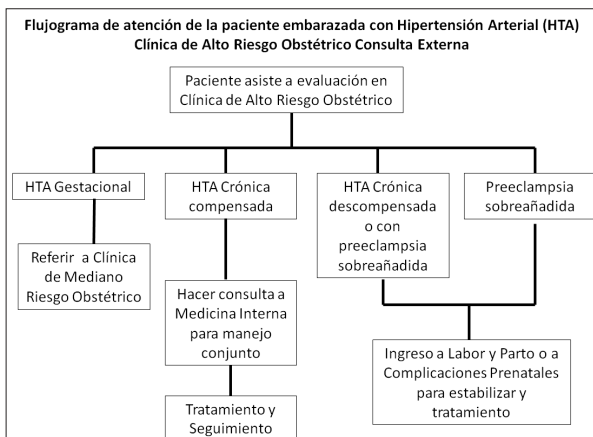 Flujograma de atención de la paciente embarazada con Hipertensión Arterial (HTA)
Clínica de Alto Riesgo Obstétrico Consulta Externa
Paciente asiste a evaluación en
Clínica de Alto Riesgo Obstétrico
HTA Gestacional
Referir a Clínica
de Mediano
Riesgo Obstétrico
HTA Crónica
compensada
Hacer consulta a
Medicina Interna
para manejo
conjunto
Tratamiento y
Seguimiento
HTA Crónica
descompensada
o con
preeclampsia
sobreañadida
Preeclampsia
sobreañadida
Ingreso a Labor y Parto o a
Complicaciones Prenatales
para estabilizar y
tratamiento